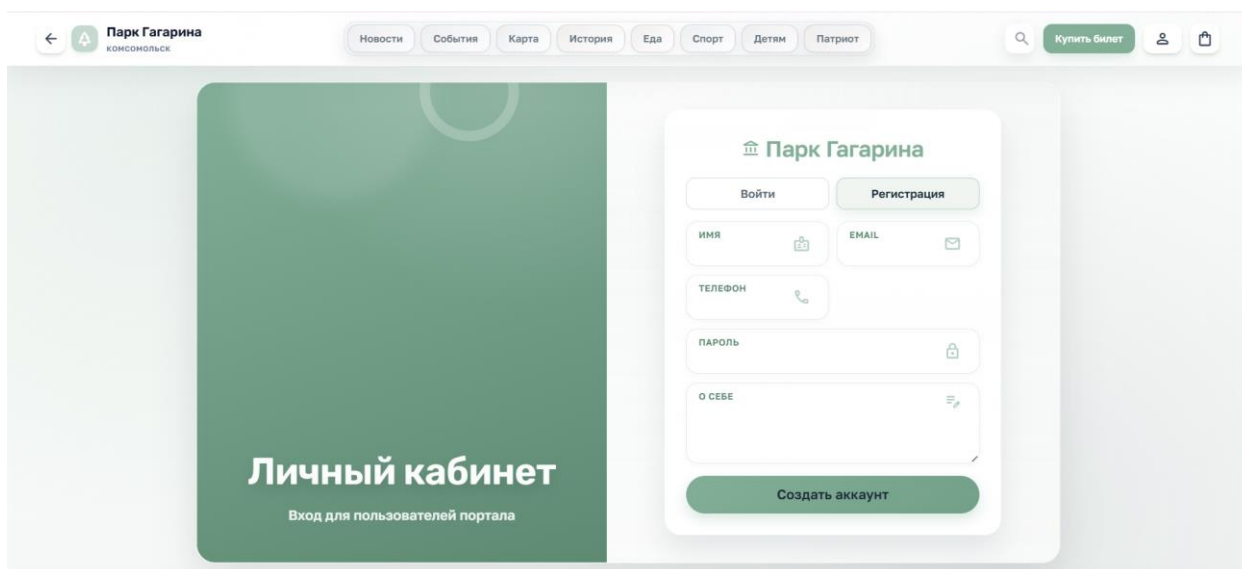 Парк Гагарина
КОМСОМОЛЬСК
Новости События Карта История Еда Спорт Детям Патриот
Купить билет
Парк Гагарина
Войти Регистрация
ИМЯ EMAIL
ТЕЛЕФОН
ПАРОЛЬ
О СЕБЕ
Создать аккаунт
Личный кабинет
Вход для пользователей портала